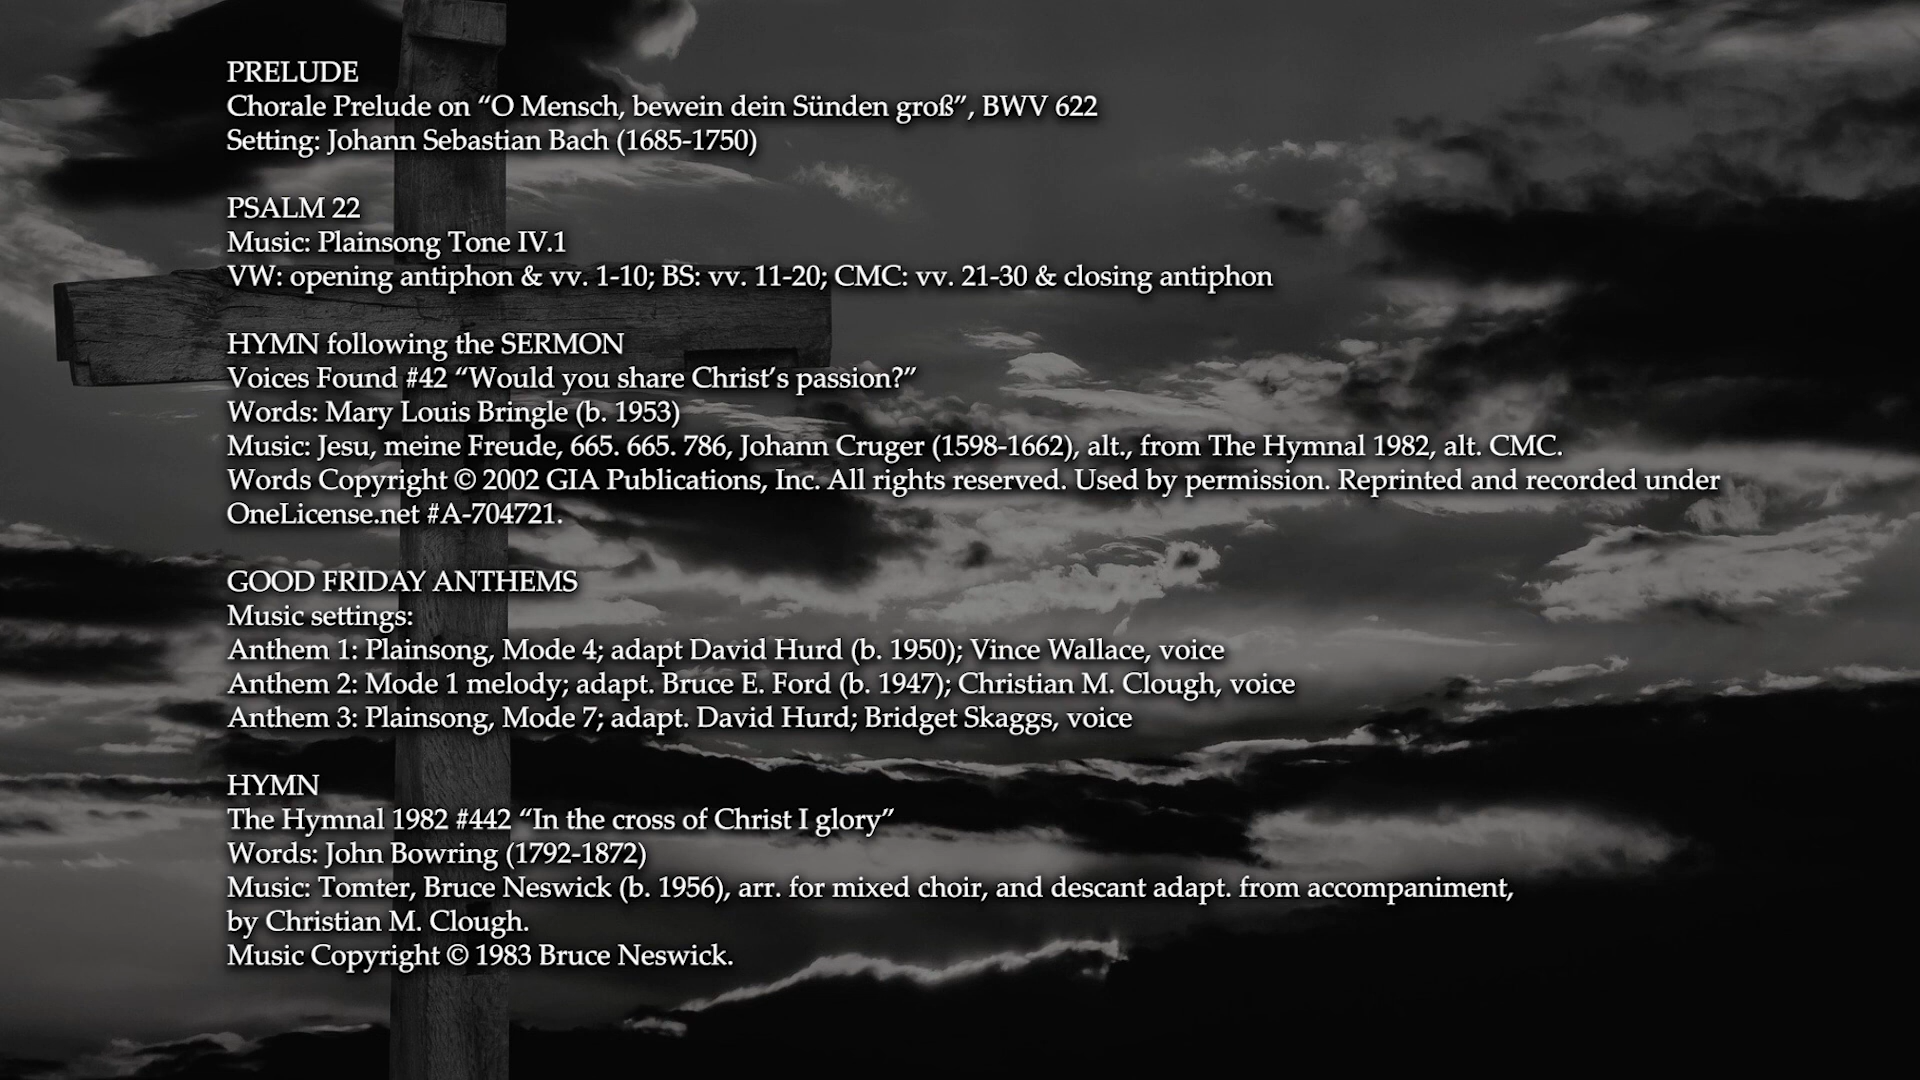 PRELUDE
Chorale Prelude on “O Mensch, bewein dein Sünden groß”, BWV 622
Setting: Johann Sebastian Bach (1685-1750)
PSALM 22
Music: Plainsong Tone IV.1
VW: opening antiphon & vv. 1-10; BS: vv. 11-20; CMC: vv. 21-30 & closing antiphon
HYMN following the SERMON
Voices Found #42 “Would you share Christ’s passion?”
Words: Mary Louis Bringle (b. 1953)
Music: Jesu, meine Freude, 665. 665. 786, Johann Cruger (1598-1662), alt., from The Hymnal 1982, alt. CMC.
Words Copyright © 2002 GIA Publications, Inc. All rights reserved. Used by permission. Reprinted and recorded under
OneLicense.net #A-704721.
GOOD FRIDAY ANTHEMS
Music settings:
Anthem 1: Plainsong, Mode 4; adapt David Hurd (b. 1950); Vince Wallace, voice
Anthem 2: Mode 1 melody; adapt. Bruce E. Ford (b. 1947); Christian M. Clough, voice
Anthem 3: Plainsong, Mode 7; adapt. David Hurd; Bridget Skaggs, voice
HYMN
The Hymnal 1982 #442 “In the cross of Christ I glory”
Words: John Bowring (1792-1872)
Music: Tomter, Bruce Neswick (b. 1956), arr. for mixed choir, and descant adapt. from accompaniment,
by Christian M. Clough.
Music Copyright © 1983 Bruce Neswick.